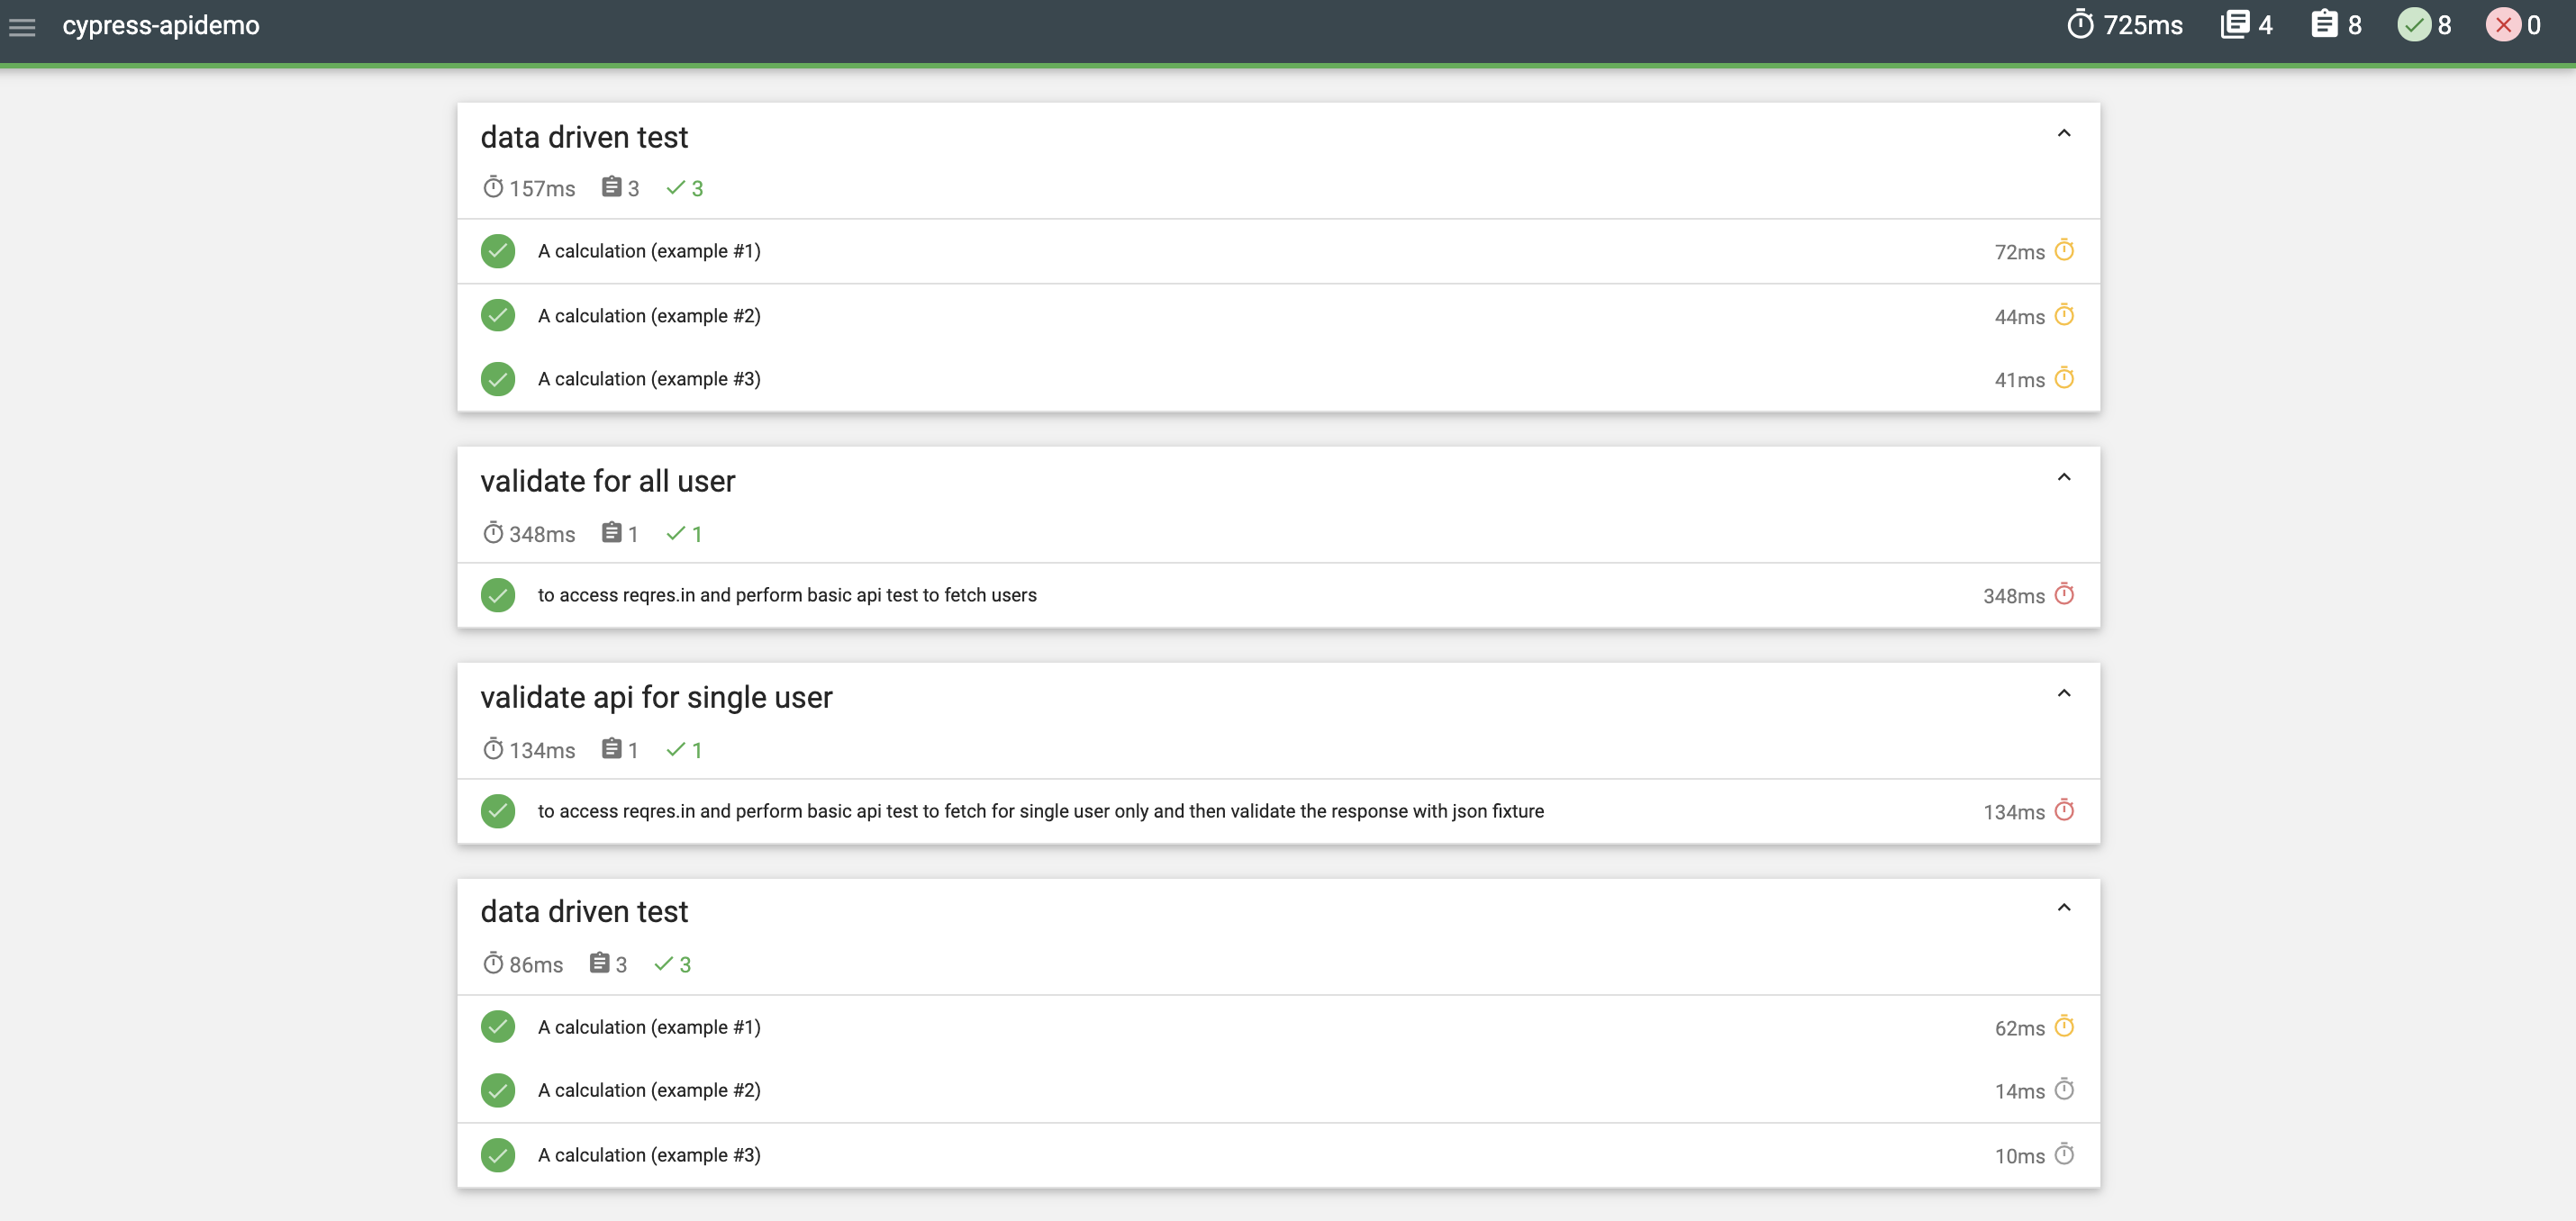 cypress-apidemo 725ms 4 8 8 0
data driven test
157ms 3 3
A calculation (example #1) 72ms
A calculation (example #2) 44ms
A calculation (example #3) 41ms
validate for all user
348ms 1 1
to access reqres.in and perform basic api test to fetch users 348ms
validate api for single user
134ms 1 1
to access reqres.in and perform basic api test to fetch for single user only and then validate the response with json fixture 134ms
data driven test
86ms 3 3
A calculation (example #1) 62ms
A calculation (example #2) 14ms
A calculation (example #3) 10ms